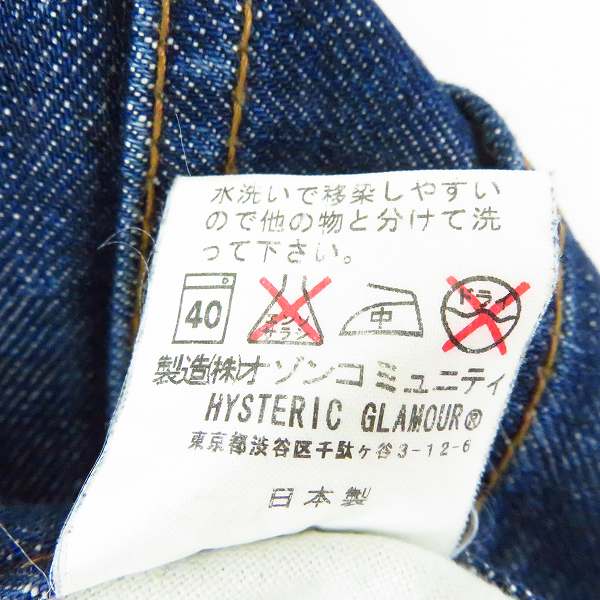 水洗いで移染しやすい
ので他の物と分けて洗
って下さい。
40 エンソサラシ 中 ドライ
製造(株)オゾンコミュニティ
HYSTERIC GLAMOUR®
東京都渋谷区千駄ヶ谷3-12-6
日本製